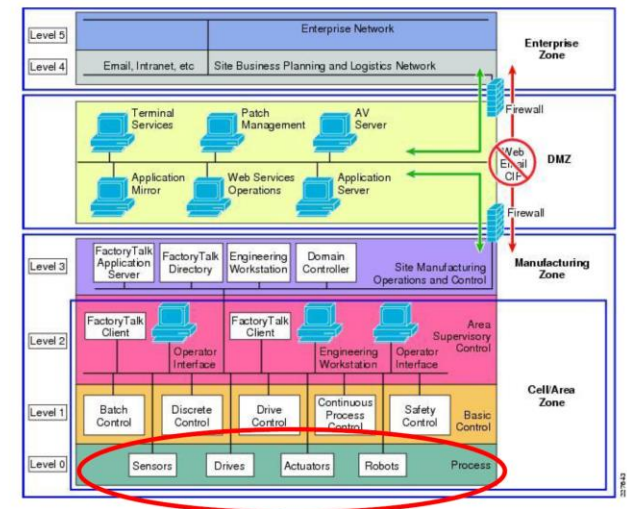 Level 5
Enterprise Network
Enterprise
Zone
Level 4
Email, Intranet, etc
Site Business Planning and Logistics Network
Firewall
Terminal
Services
Patch
Management
AV
Server
Web
Email
CIP
DMZ
Application
Mirror
Web Services
Operations
Application
Server
Firewall
Level 3
FactoryTalk
Application
Server
FactoryTalk
Directory
Engineering
Workstation
Domain
Controller
Site Manufacturing
Operations and Control
Manufacturing
Zone
Level 2
FactoryTalk
Client
Operator
Interface
FactoryTalk
Client
Engineering
Workstation
Operator
Interface
Area
Supervisory
Control
Cell/Area
Zone
Level 1
Batch
Control
Discrete
Control
Drive
Control
Continuous
Process
Control
Safety
Control
Basic
Control
Level 0
Sensors
Drives
Actuators
Robots
Process